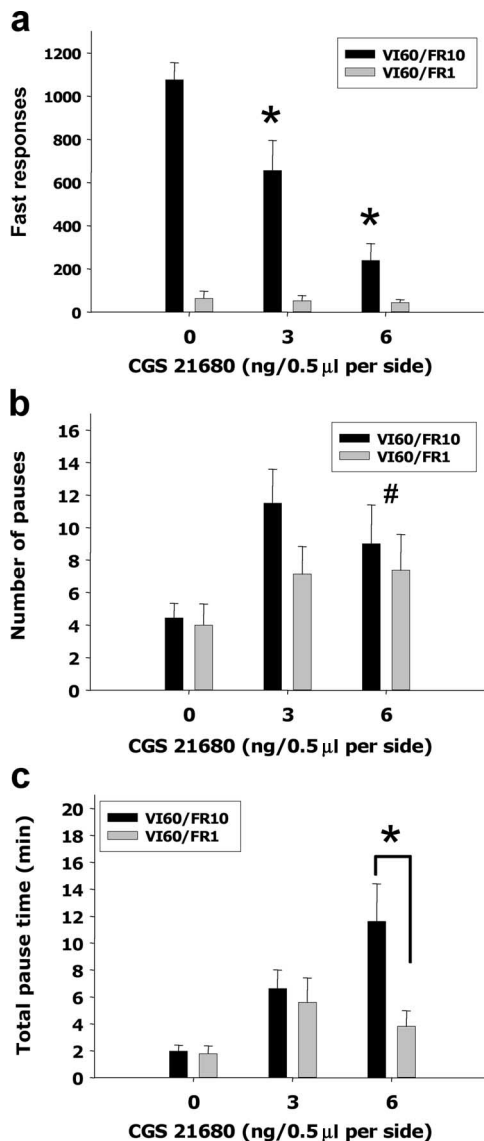 a
Fast responses
1200
1000
800
600
400
200
0
VI60/FR10
VI60/FR1
*
*
0 3 6
CGS 21680 (ng/0.5 µl per side)
b
Number of pauses
16
14
12
10
8
6
4
2
0
VI60/FR10
VI60/FR1
#
0 3 6
CGS 21680 (ng/0.5 µl per side)
c
Total pause time (min)
20
18
16
14
12
10
8
6
4
2
0
VI60/FR10
VI60/FR1
*
0 3 6
CGS 21680 (ng/0.5 µl per side)